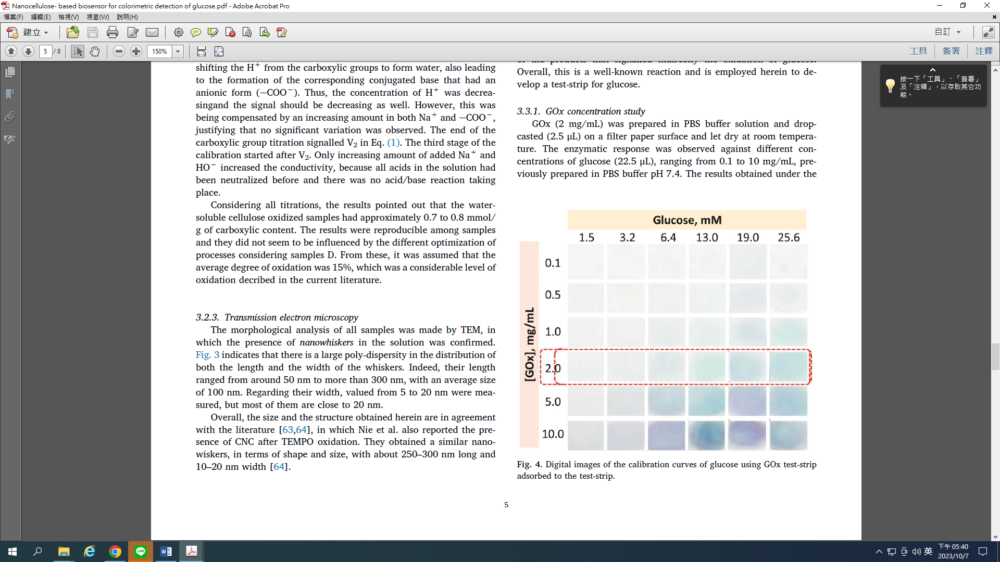 Nanocellulose- based biosensor for colorimetric detection of glucose.pdf - Adobe Acrobat Pro
檔案(F) 編輯(E) 檢視(V) 視窗(W) 說明(H)
建立
自訂
5 / 8
150%
工具 簽署 注釋
按一下「工具」、「簽署」
及「注釋」，以存取其它功
能。
shifting the H⁺ from the carboxylic groups to form water, also leading
to the formation of the corresponding conjugated base that had an
anionic form (−COO⁻). Thus, the concentration of H⁺ was decrea-
singand the signal should be decreasing as well. However, this was
being compensated by an increasing amount in both Na⁺ and −COO⁻,
justifying that no significant variation was observed. The end of the
carboxylic group titration signalled V₂ in Eq. (1). The third stage of the
calibration started after V₂. Only increasing amount of added Na⁺ and
HO⁻ increased the conductivity, because all acids in the solution had
been neutralized before and there was no acid/base reaction taking
place.
Considering all titrations, the results pointed out that the water-
soluble cellulose oxidized samples had approximately 0.7 to 0.8 mmol/
g of carboxylic content. The results were reproducible among samples
and they did not seem to be influenced by the different optimization of
processes considering samples D. From these, it was assumed that the
average degree of oxidation was 15%, which was a considerable level of
oxidation decribed in the current literature.
3.2.3. Transmission electron microscopy
The morphological analysis of all samples was made by TEM, in
which the presence of nanowhiskers in the solution was confirmed.
Fig. 3 indicates that there is a large poly-dispersity in the distribution of
both the length and the width of the whiskers. Indeed, their length
ranged from around 50 nm to more than 300 nm, with an average size
of 100 nm. Regarding their width, valued from 5 to 20 nm were mea-
sured, but most of them are close to 20 nm.
Overall, the size and the structure obtained herein are in agreement
with the literature [63,64], in which Nie et al. also reported the pre-
sence of CNC after TEMPO oxidation. They obtained a similar nano-
wiskers, in terms of shape and size, with about 250–300 nm long and
10–20 nm width [64].
of the products that signalled indirectly the oxidation of glucose.
Overall, this is a well-known reaction and is employed herein to de-
velop a test-strip for glucose.
3.3.1. GOx concentration study
GOx (2 mg/mL) was prepared in PBS buffer solution and drop-
casted (2.5 μL) on a filter paper surface and let dry at room tempera-
ture. The enzymatic response was observed against different con-
centrations of glucose (22.5 μL), ranging from 0.1 to 10 mg/mL, pre-
viously prepared in PBS buffer pH 7.4. The results obtained under the
Glucose, mM
1.5 3.2 6.4 13.0 19.0 25.6
[GOx], mg/mL
0.1
0.5
1.0
2.0
5.0
10.0
Fig. 4. Digital images of the calibration curves of glucose using GOx test-strip
adsorbed to the test-strip.
5
LINE
英
下午 05:40
2023/10/7